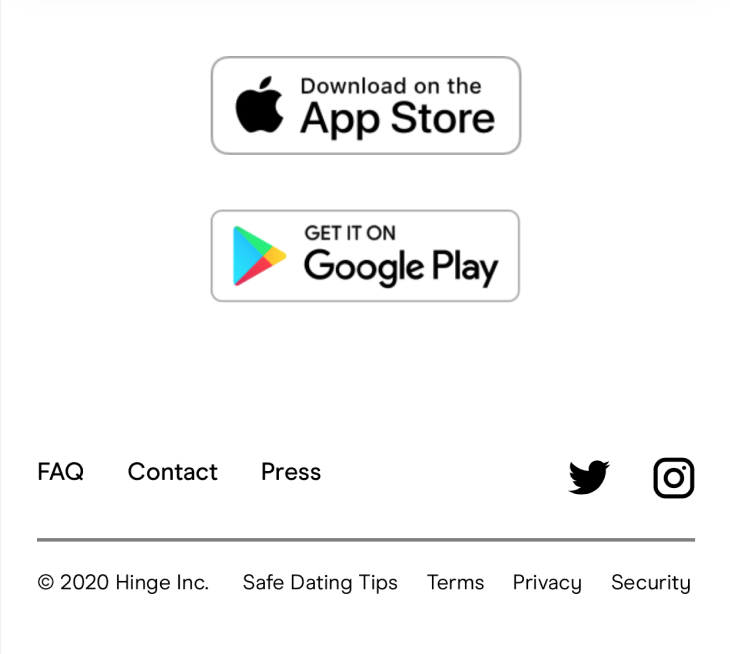 Download on the
App Store
GET IT ON
Google Play
FAQ Contact Press
© 2020 Hinge Inc. Safe Dating Tips Terms Privacy Security